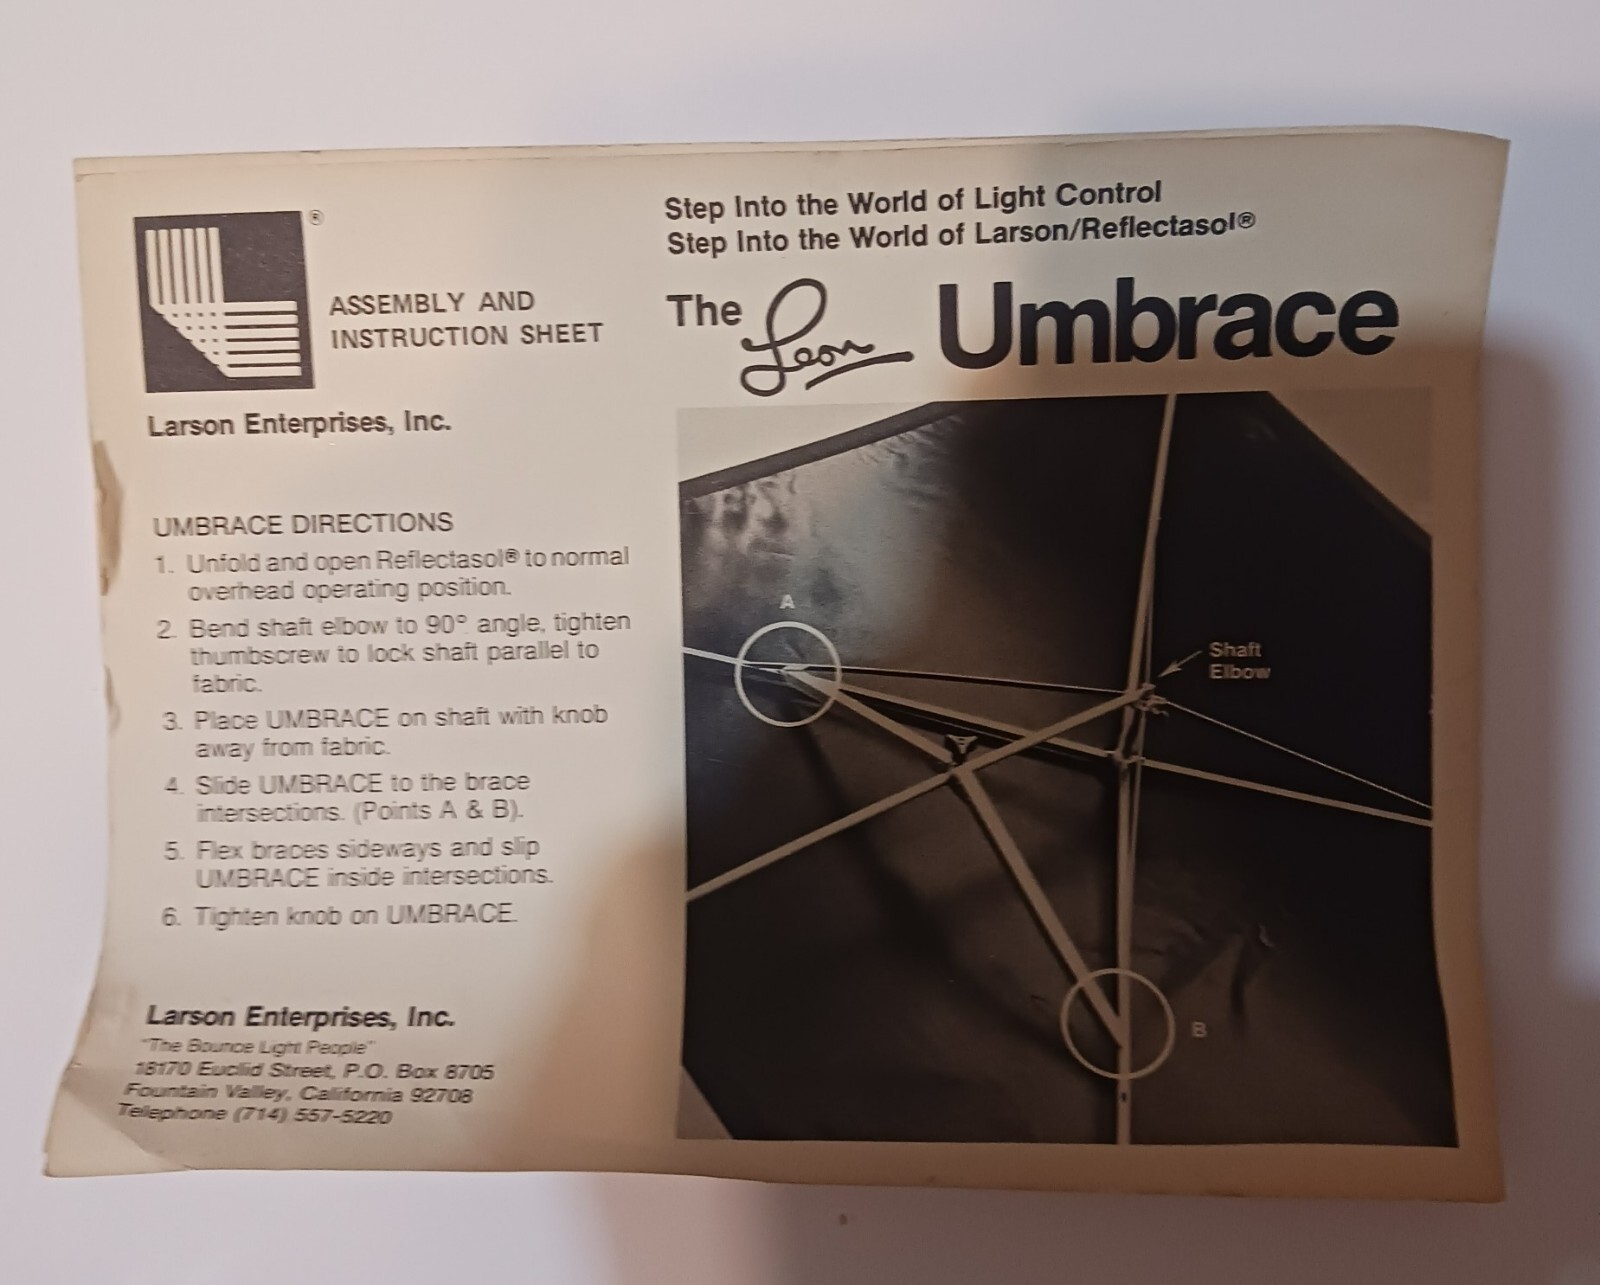 ®
ASSEMBLY AND
INSTRUCTION SHEET
Larson Enterprises, Inc.
UMBRACE DIRECTIONS
1. Unfold and open Reflectasol® to normal
overhead operating position.
2. Bend shaft elbow to 90° angle, tighten
thumbscrew to lock shaft parallel to
fabric.
3. Place UMBRACE on shaft with knob
away from fabric.
4. Slide UMBRACE to the brace
intersections. (Points A & B).
5. Flex braces sideways and slip
UMBRACE inside intersections.
6. Tighten knob on UMBRACE.
Larson Enterprises, Inc.
"The Bounce Light People"
18170 Euclid Street, P.O. Box 8705
Fountain Valley, California 92708
Telephone (714) 557-5220
Step Into the World of Light Control
Step Into the World of Larson/Reflectasol®
The Leon Umbrace
A
Shaft
Elbow
B